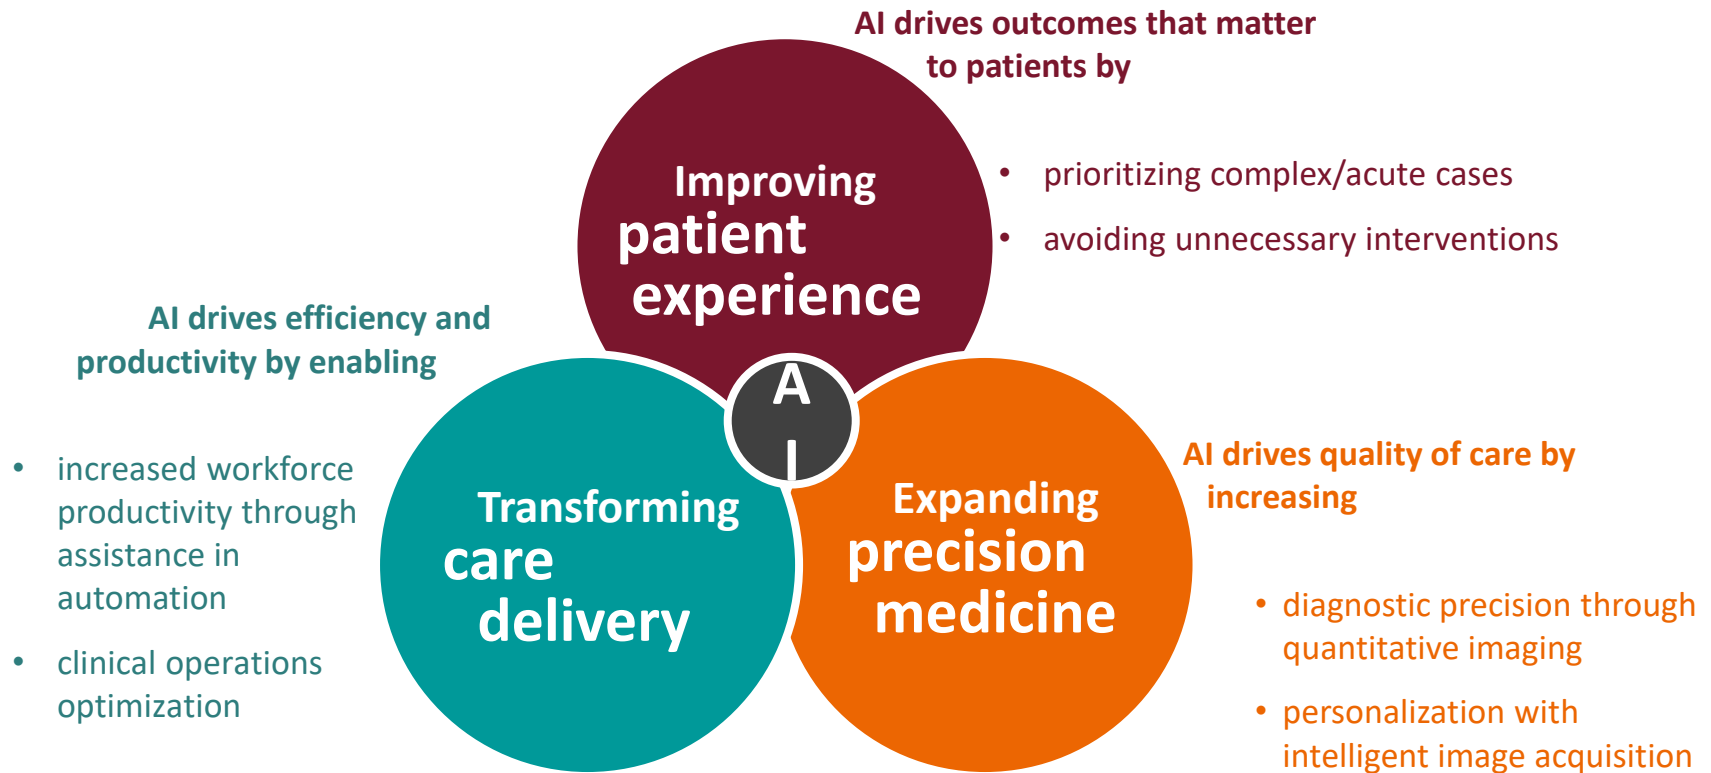 AI drives outcomes that matter
to patients by
Improving
patient
experience
• prioritizing complex/acute cases
• avoiding unnecessary interventions
AI drives efficiency and
productivity by enabling
• increased workforce
productivity through
assistance in
automation
• clinical operations
optimization
A
I
Transforming
care
delivery
Expanding
precision
medicine
AI drives quality of care by
increasing
• diagnostic precision through
quantitative imaging
• personalization with
intelligent image acquisition